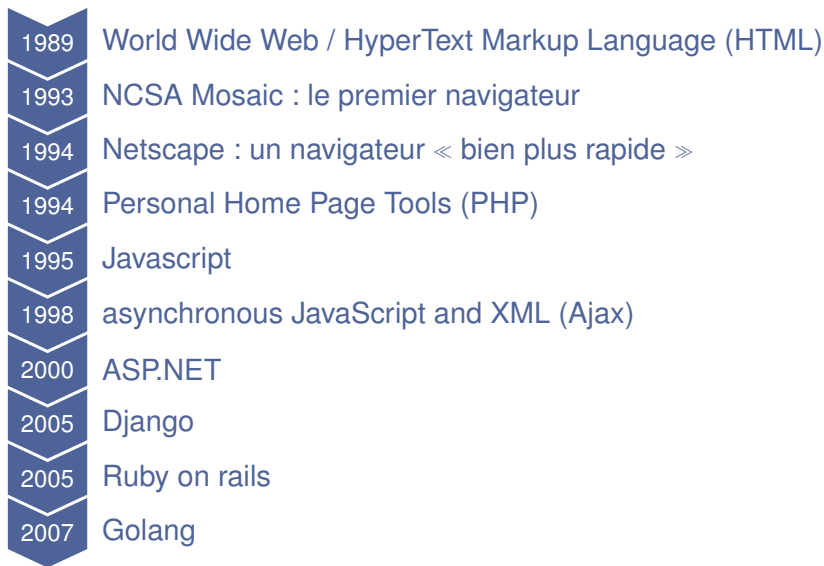 1989 World Wide Web / HyperText Markup Language (HTML)
1993 NCSA Mosaic : le premier navigateur
1994 Netscape : un navigateur ≪ bien plus rapide ≫
1994 Personal Home Page Tools (PHP)
1995 Javascript
1998 asynchronous JavaScript and XML (Ajax)
2000 ASP.NET
2005 Django
2005 Ruby on rails
2007 Golang